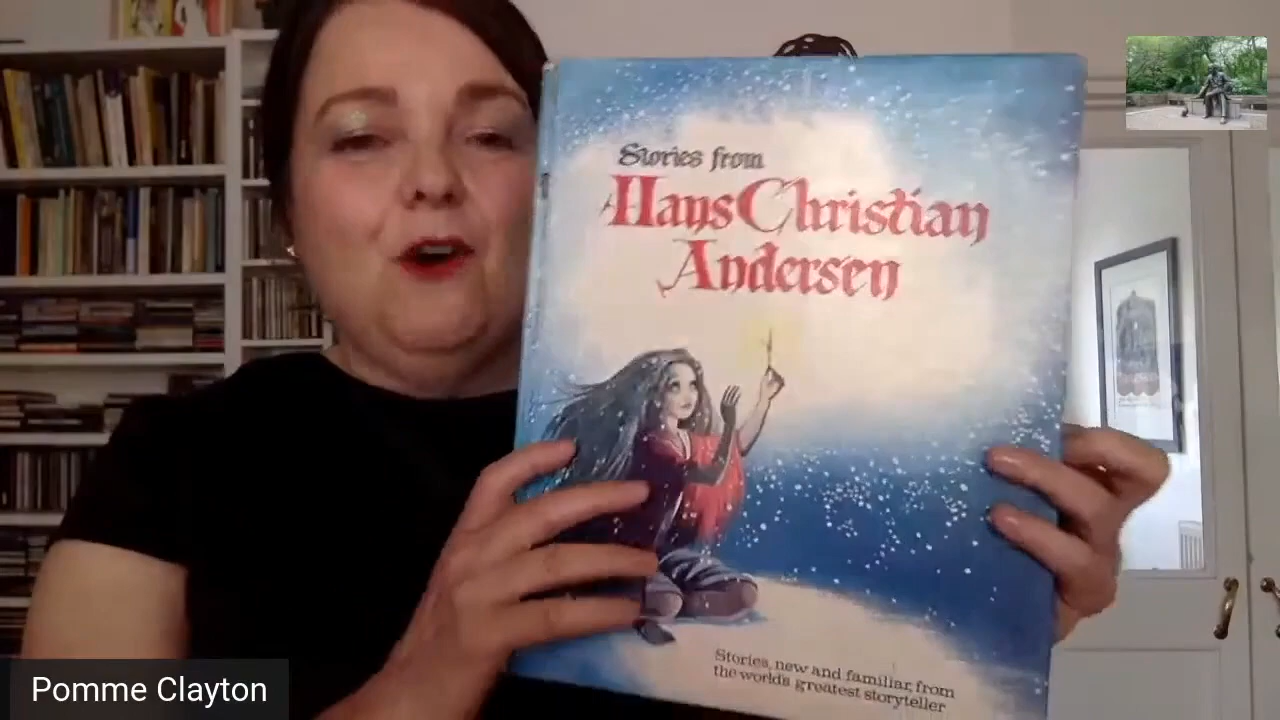 Stories from
Hans Christian
Andersen
Stories, new and familiar, from
the world's greatest storyteller
Pomme Clayton